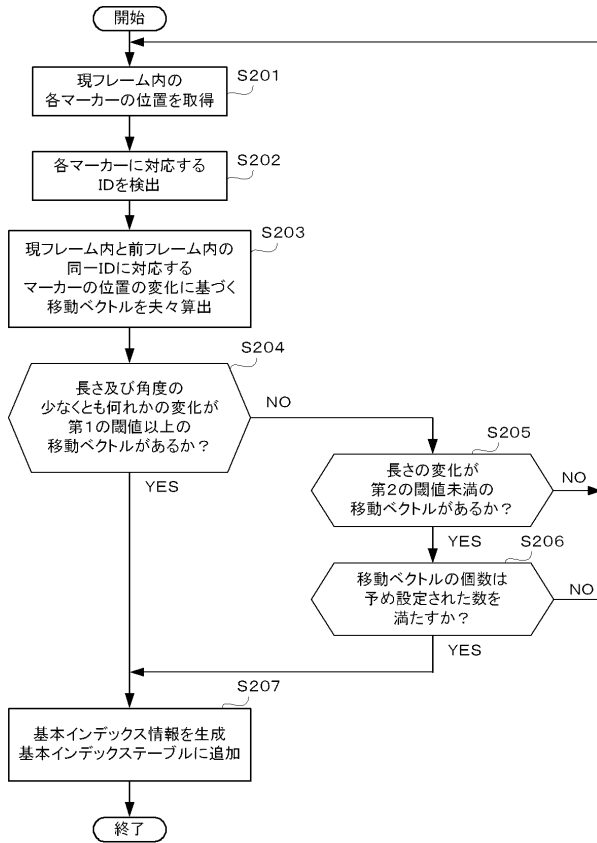 開始
現フレーム内の
各マーカーの位置を取得
S201
各マーカーに対応する
IDを検出
S202
現フレーム内と前フレーム内の
同一IDに対応する
マーカーの位置の変化に基づく
移動ベクトルを夫々算出
S203
長さ及び角度の
少なくとも何れかの変化が
第1の閾値以上の
移動ベクトルがあるか？
S204
NO
YES
長さの変化が
第2の閾値未満の
移動ベクトルがあるか？
S205
NO
YES
移動ベクトルの個数は
予め設定された数を
満たすか？
S206
NO
YES
基本インデックス情報を生成
基本インデックステーブルに追加
S207
終了